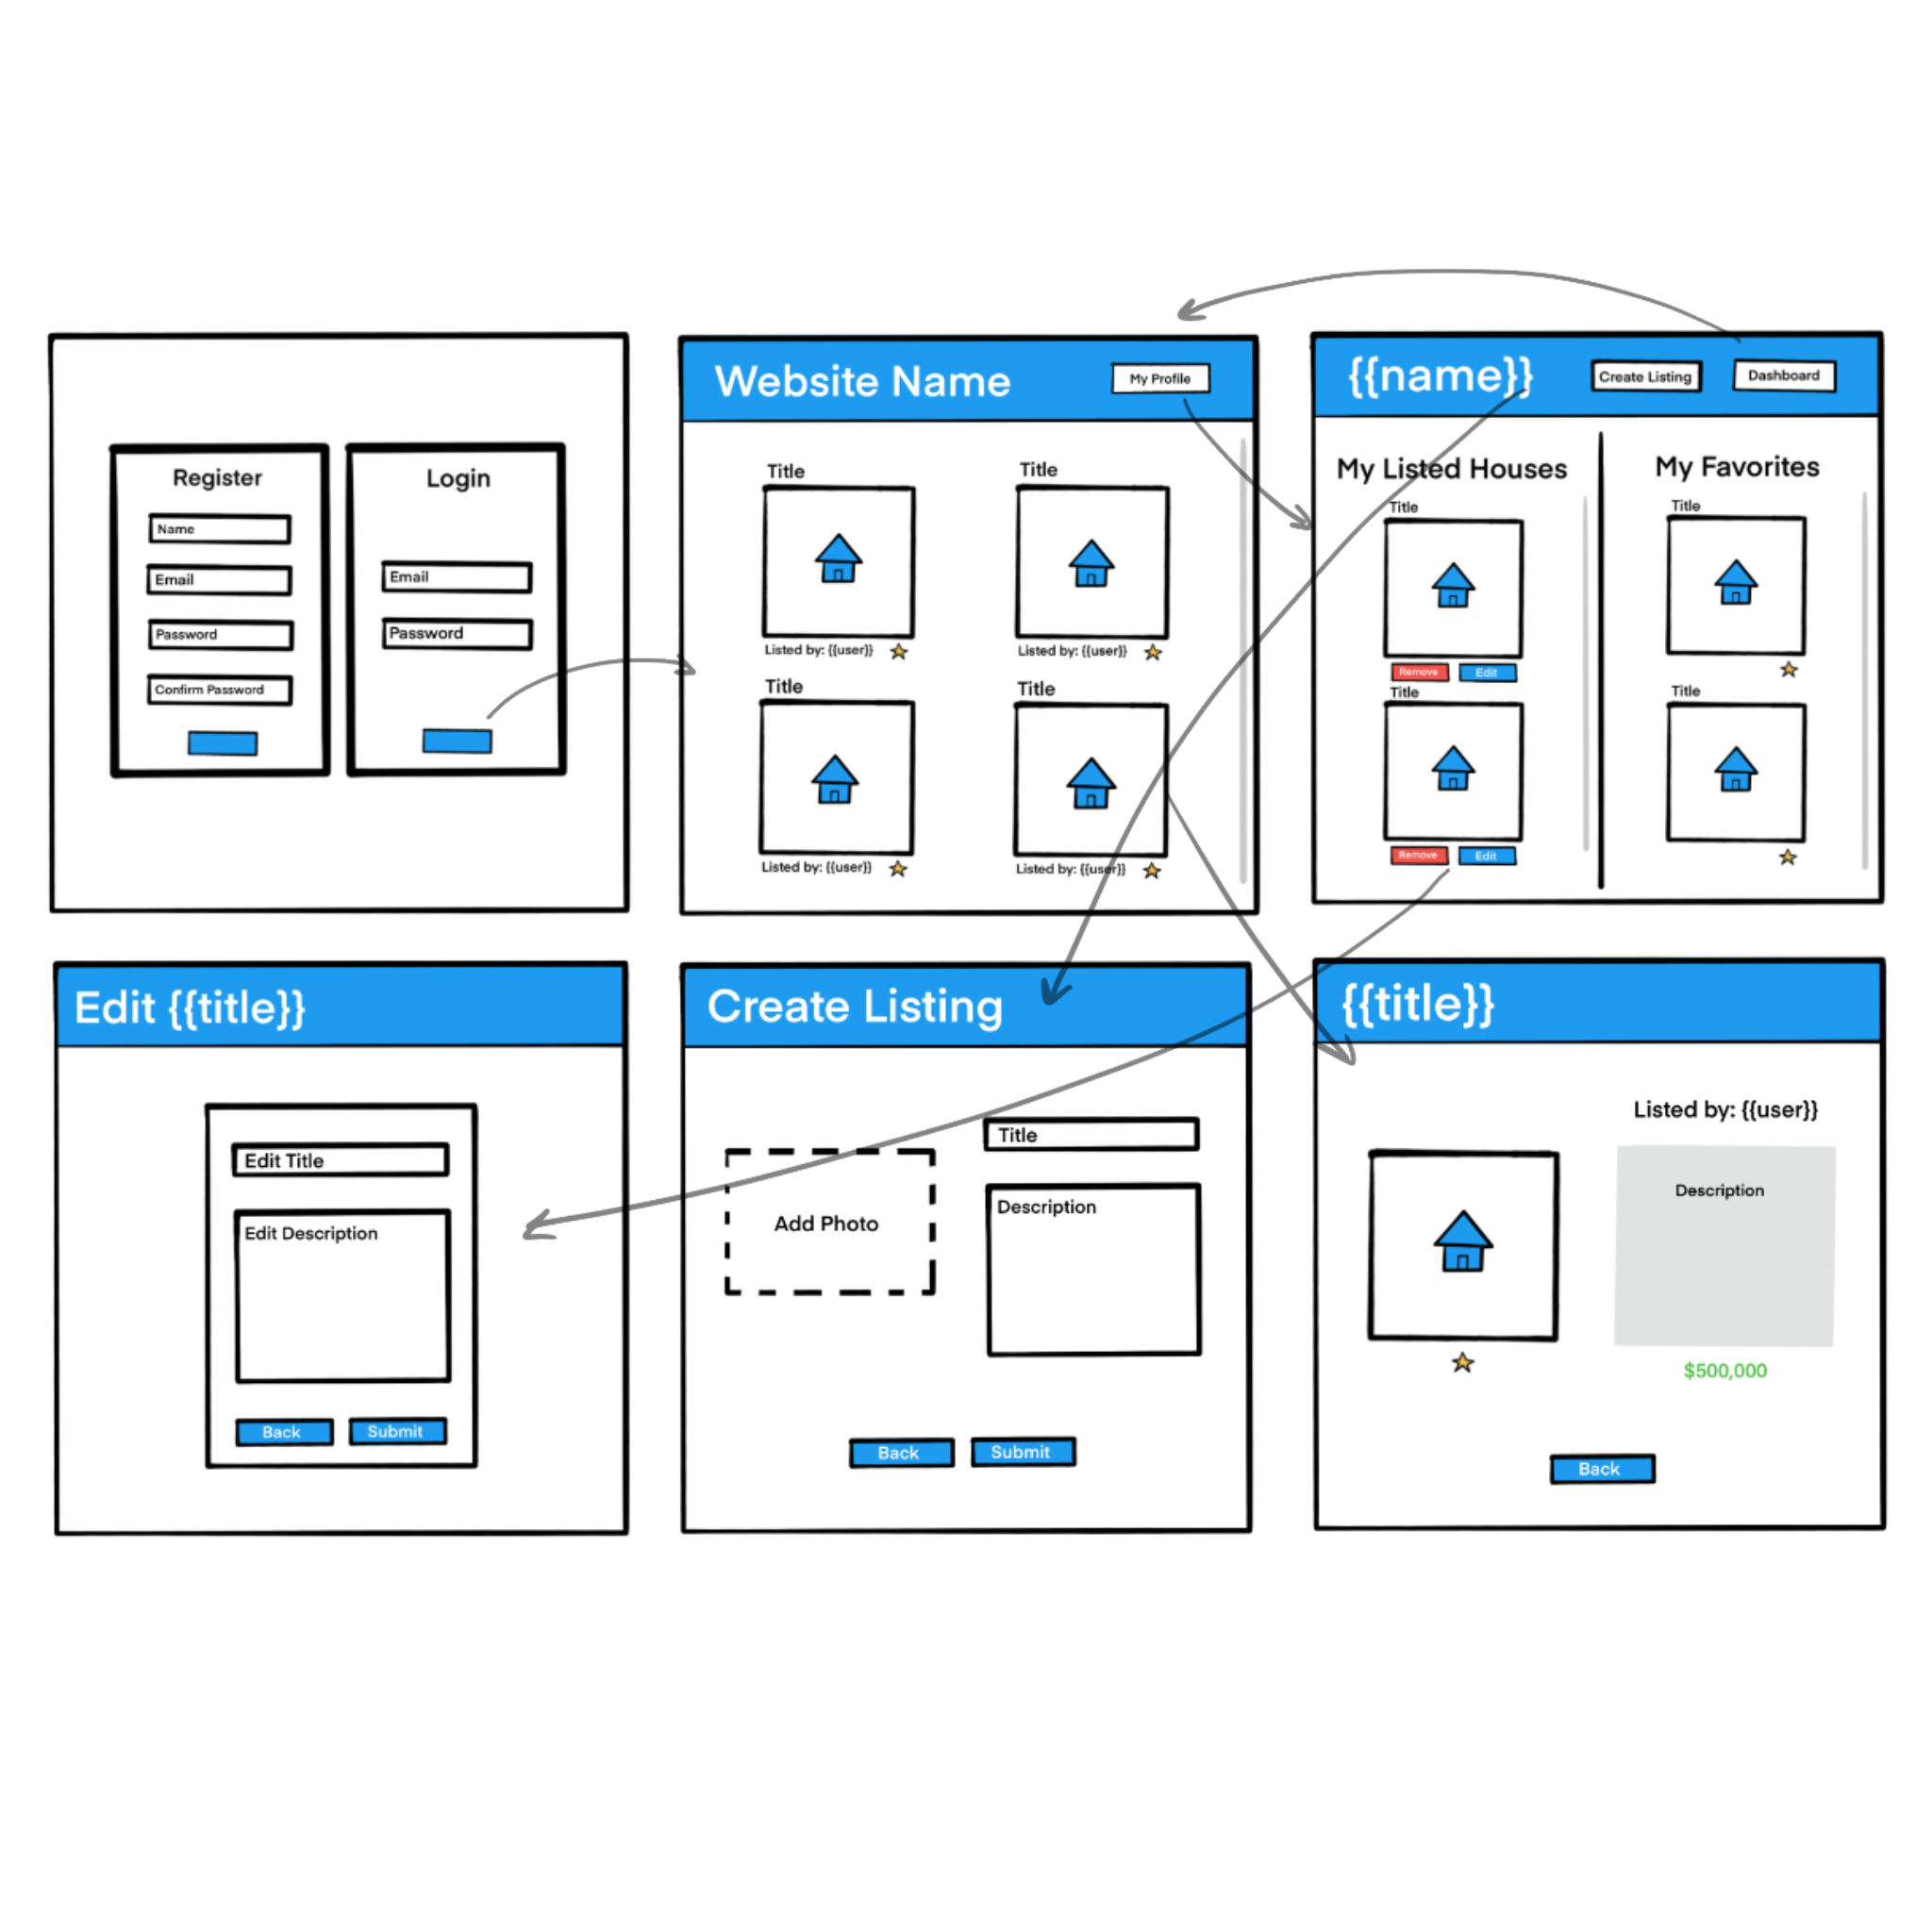 Register
Name
Email
Password
Confirm Password
Login
Email
Password
Website Name
My Profile
Title
Title
Listed by: {{user}}
Listed by: {{user}}
Title
Title
Listed by: {{user}}
Listed by: {{user}}
{{name}}
Create Listing
Dashboard
My Listed Houses
Title
Remove
Edit
Title
Remove
Edit
My Favorites
Title
Title
Edit {{title}}
Edit Title
Edit Description
Back
Submit
Create Listing
Add Photo
Title
Description
Back
Submit
{{title}}
Listed by: {{user}}
Description
$500,000
Back